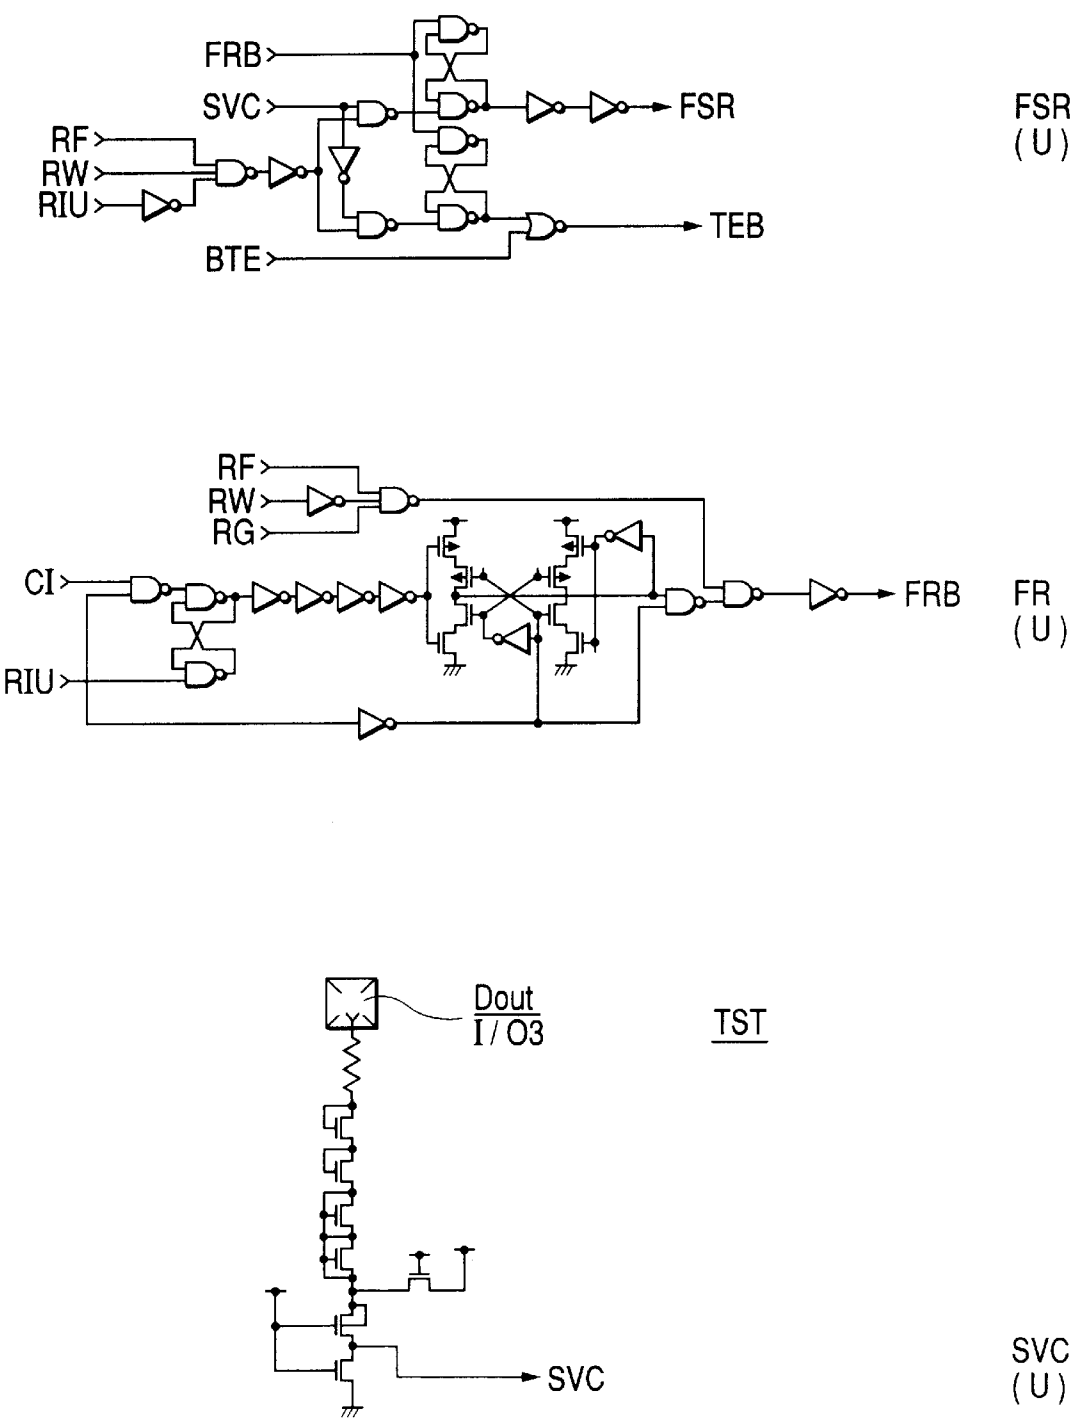 FRB
SVC
FSR
FSR
(U)
RF
RW
RIU
TEB
BTE
RF
RW
RG
CI
FRB
FR
(U)
RIU
Dout
I/O3
TST
SVC
SVC
(U)